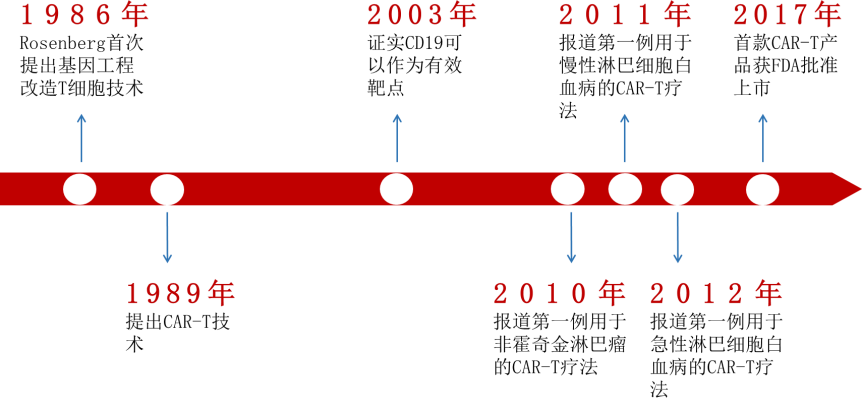 1986年
Rosenberg首次
提出基因工程
改造T细胞技术
2003年
证实CD19可
以作为有效
靶点
2011年
报道第一例用于
慢性淋巴细胞白
血病的CAR-T疗
法
2017年
首款CAR-T产
品获FDA批准
上市
1989年
提出CAR-T技
术
2010年
报道第一例用于
非霍奇金淋巴瘤
的CAR-T疗法
2012年
报道第一例用于
急性淋巴细胞白
血病的CAR-T疗
法